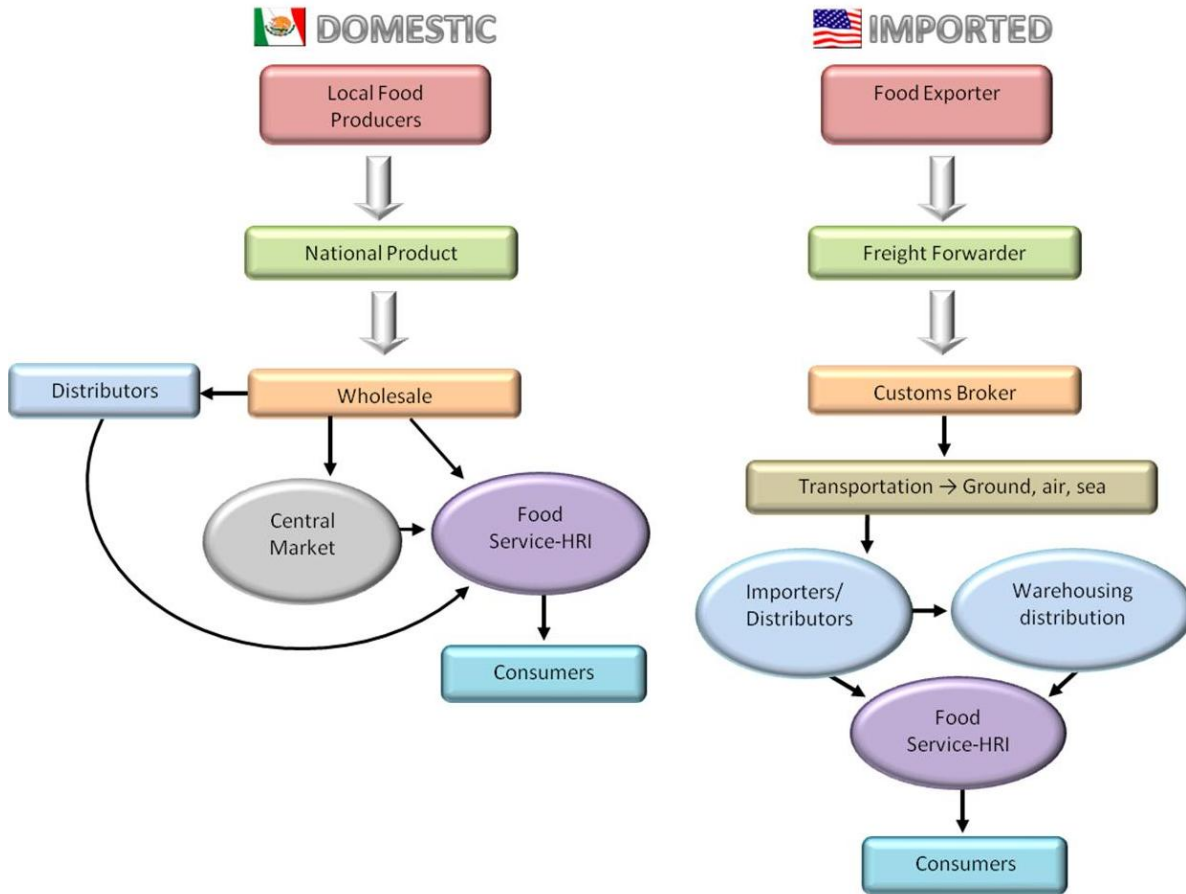 DOMESTIC
Local Food
Producers
National Product
Distributors
Wholesale
Central
Market
Food
Service-HRI
Consumers
IMPORTED
Food Exporter
Freight Forwarder
Customs Broker
Transportation → Ground, air, sea
Importers/
Distributors
Warehousing
distribution
Food
Service-HRI
Consumers